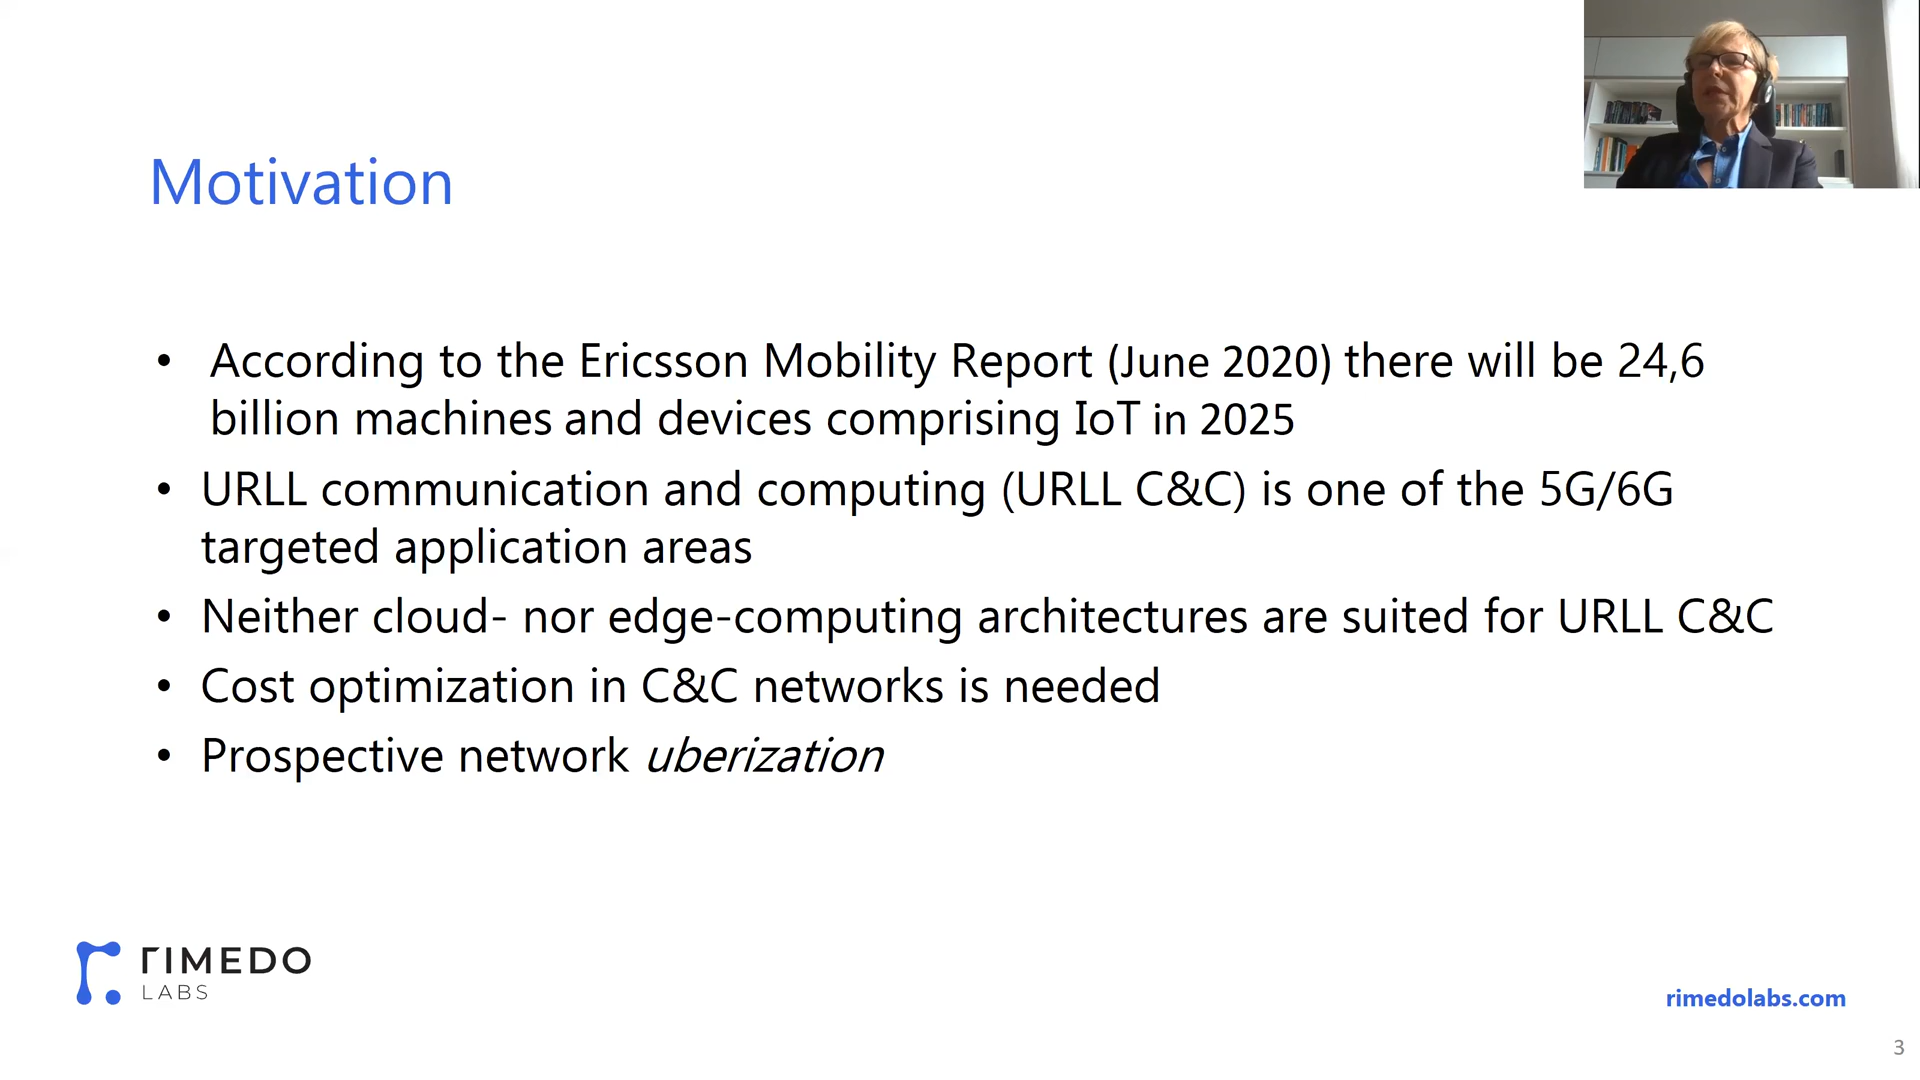 Motivation
• According to the Ericsson Mobility Report (June 2020) there will be 24,6
billion machines and devices comprising IoT in 2025
• URLL communication and computing (URLL C&C) is one of the 5G/6G
targeted application areas
• Neither cloud- nor edge-computing architectures are suited for URLL C&C
• Cost optimization in C&C networks is needed
• Prospective network uberization
rIMEDO
LABS
rimedolabs.com
3